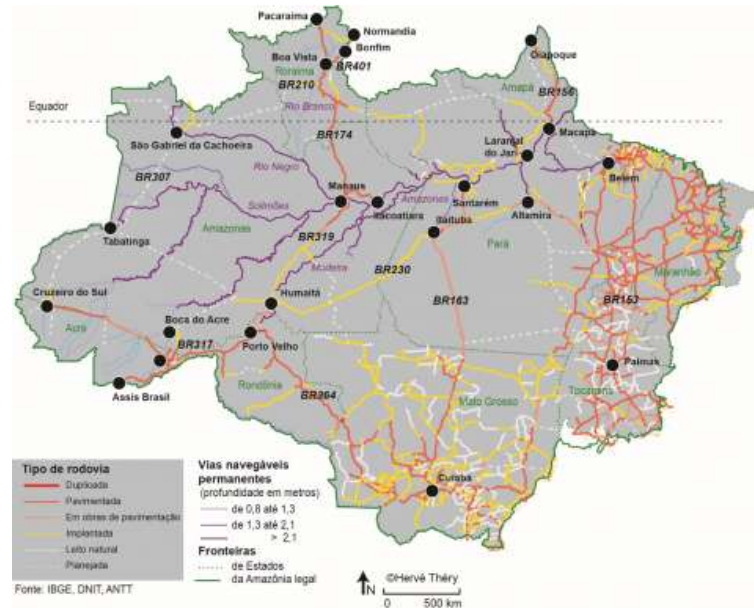 Pacaraima
Normandia
Bonfim
Oiapoque
Boa Vista
BR401
Roraima
BR210
Amapá
BR156
Rio Branco
Equador
Macapá
São Gabriel da Cachoeira
BR174
Laranjal
do Jari
Belem
Rio Negro
BR307
Manaus
Amazonas
Santarém
Solimões
Itacoatiara
Itaituba
Altamira
Tabatinga
Amazonas
BR319
Pará
Maranhão
Madeira
BR230
Cruzeiro do Sul
Humaitá
BR163
BR153
Boca do Acre
Acre
BR317
Porto Velho
Palmas
Assis Brasil
Rondônia
BR364
Mato Grosso
Tocantins
Cuiabá
Tipo de rodovia
Duplicada
Pavimentada
Em obras de pavimentação
Implantada
Leito natural
Planejada
Vias navegáveis
permanentes
(profundidade em metros)
de 0,8 até 1,3
de 1,3 até 2,1
> 2,1
Fronteiras
de Estados
da Amazônia legal
Fonte: IBGE, DNIT, ANTT
N
©Hervé Théry
0 500 km